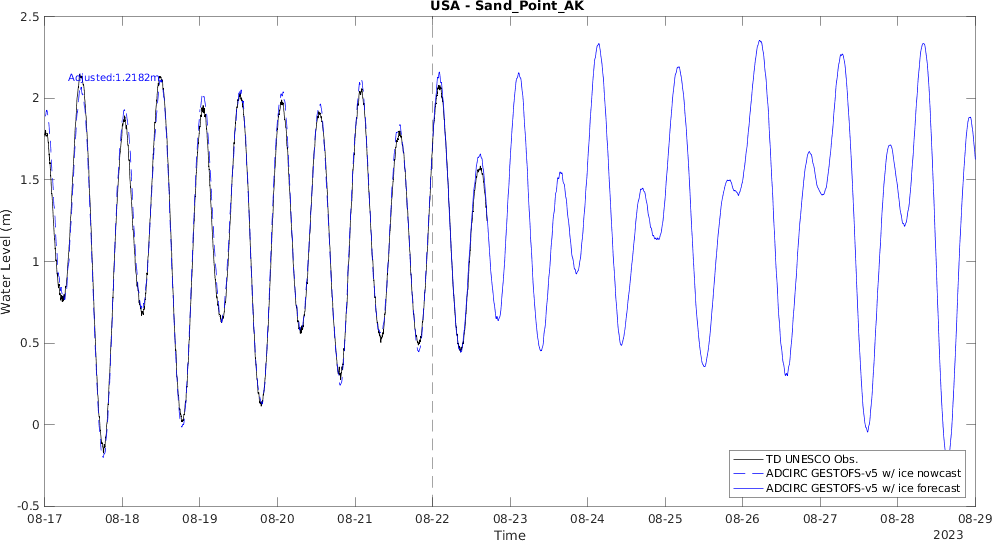 USA - Sand_Point_AK
2.5
2
1.5
1
0.5
0
-0.5
Water Level (m)
Adjusted:1.2182m
TD UNESCO Obs.
ADCIRC GESTOFS-v5 w/ ice nowcast
ADCIRC GESTOFS-v5 w/ ice forecast
08-17 08-18 08-19 08-20 08-21 08-22 08-23 08-24 08-25 08-26 08-27 08-28 08-29
Time
2023